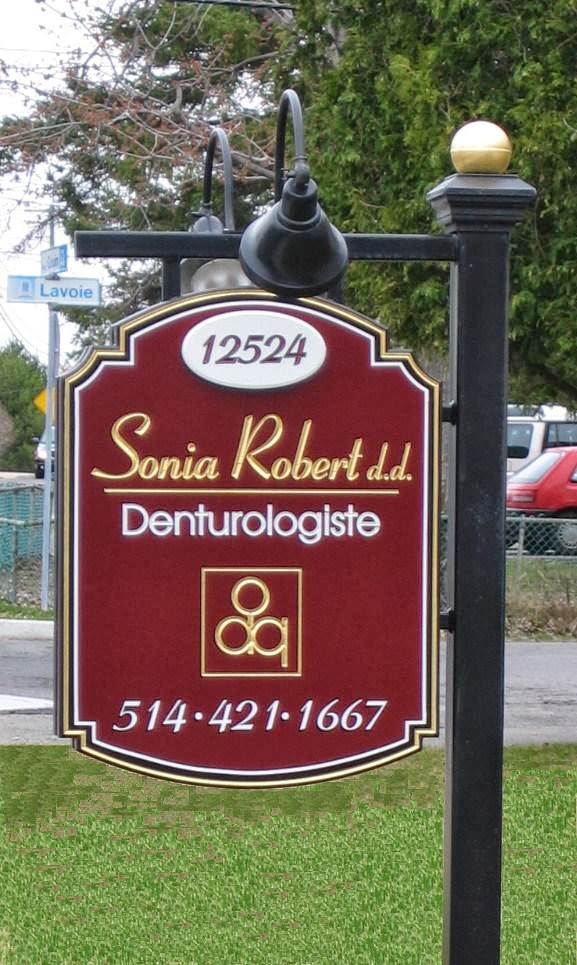 Lavoie
12524
Sonia Robert d.d.
Denturologiste
514·421·1667